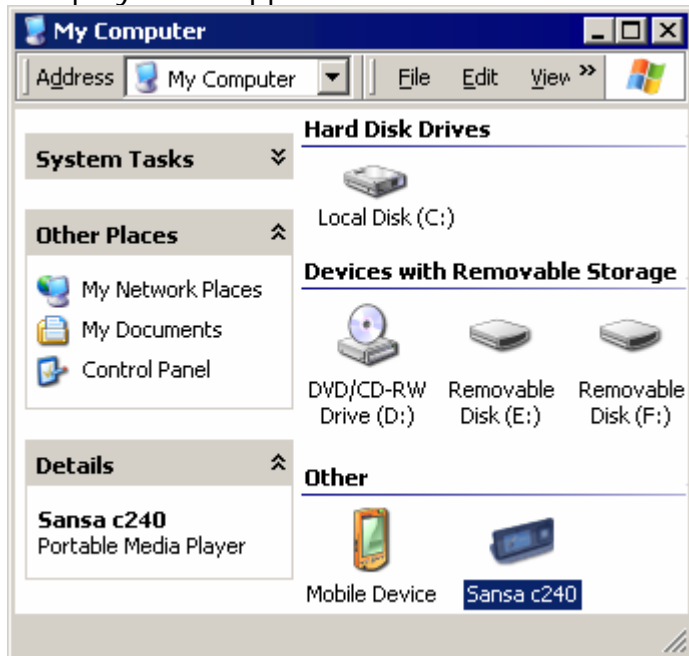 My Computer
Address My Computer File Edit View »
System Tasks
Other Places
My Network Places
My Documents
Control Panel
Details
Sansa c240
Portable Media Player
Hard Disk Drives
Local Disk (C:)
Devices with Removable Storage
DVD/CD-RW
Drive (D:)
Removable
Disk (E:)
Removable
Disk (F:)
Other
Mobile Device
Sansa c240